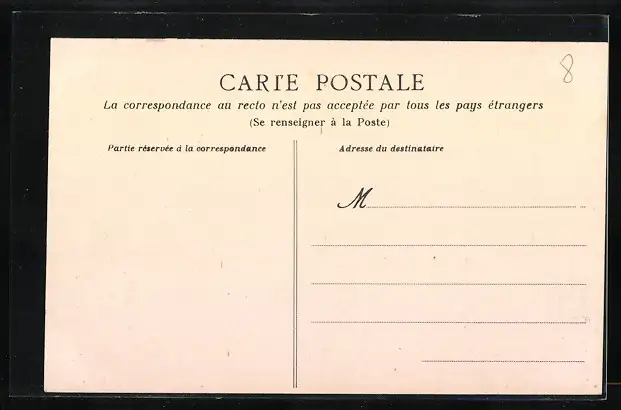 8
CARTE POSTALE
La correspondance au recto n'est pas acceptée par tous les pays étrangers
(Se renseigner à la Poste)
Partie réservée à la correspondance
Adresse du destinataire
M